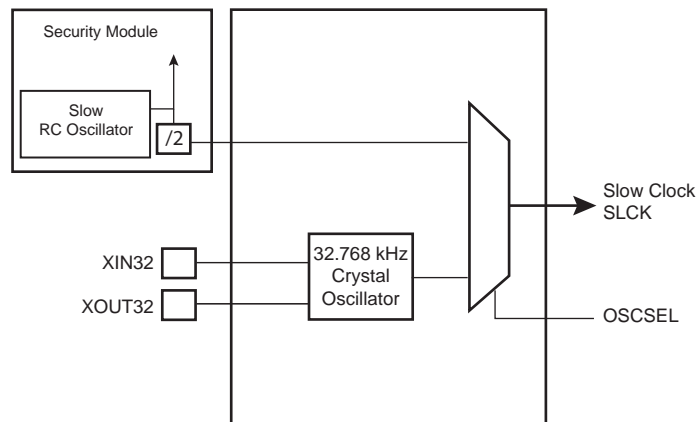 Security Module
Slow
RC Oscillator
/2
Slow Clock
SLCK
XIN32
32.768 kHz
Crystal
Oscillator
XOUT32
OSCSEL